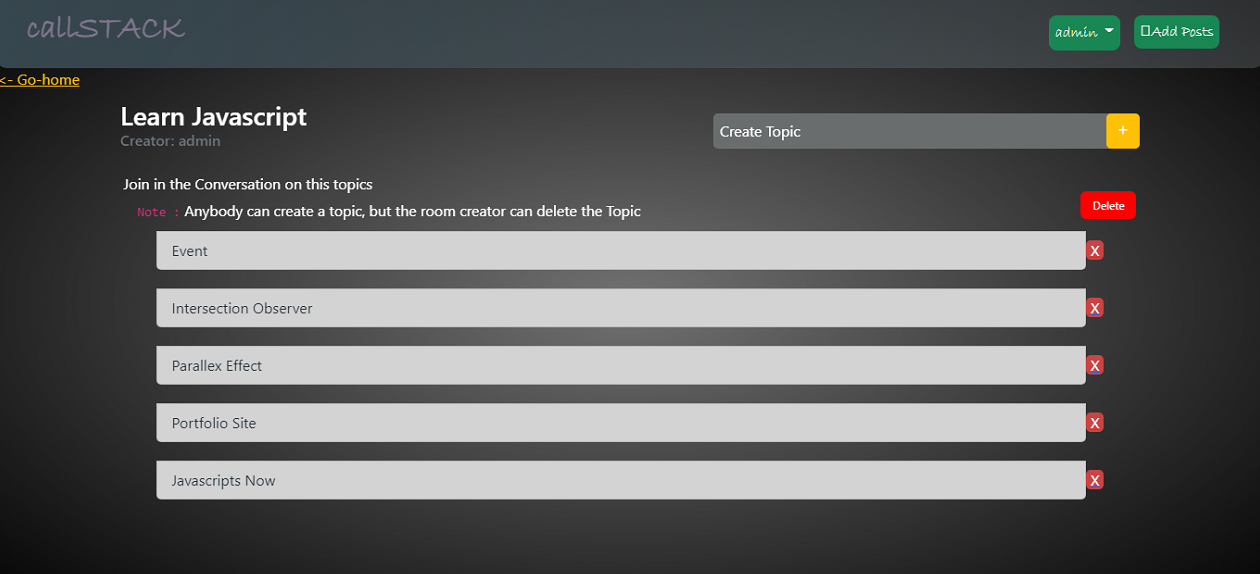 callSTACK
admin
Add Posts
<- Go-home
Learn Javascript
Creator: admin
Create Topic
+
Join in the Conversation on this topics
Note : Anybody can create a topic, but the room creator can delete the Topic
Delete
Event X
Intersection Observer X
Parallex Effect X
Portfolio Site X
Javascripts Now X